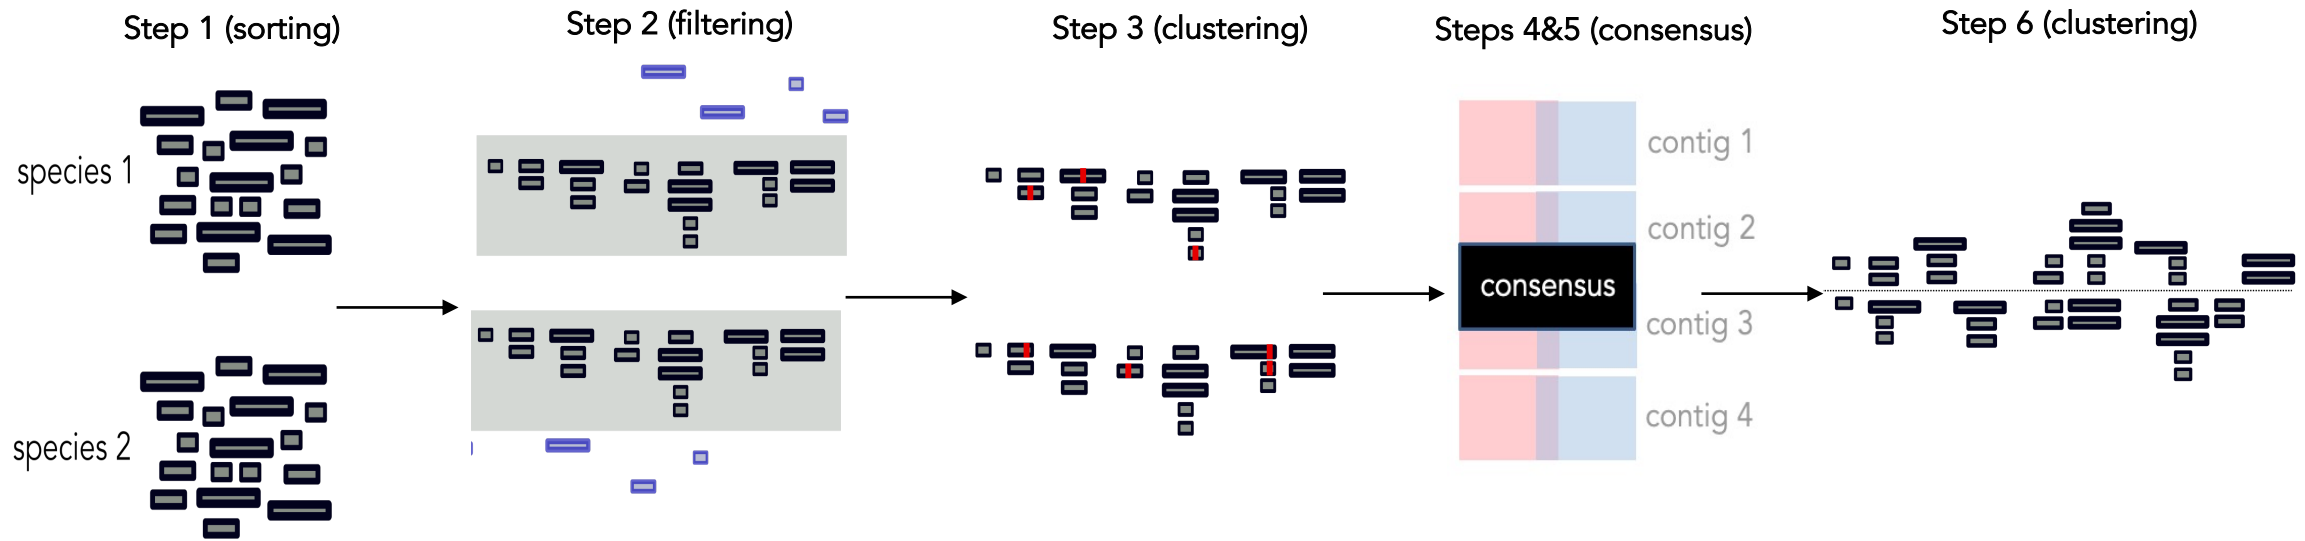 Step 1 (sorting)
Step 2 (filtering)
Step 3 (clustering)
Steps 4&5 (consensus)
Step 6 (clustering)
species 1
species 2
contig 1
contig 2
consensus
contig 3
contig 4